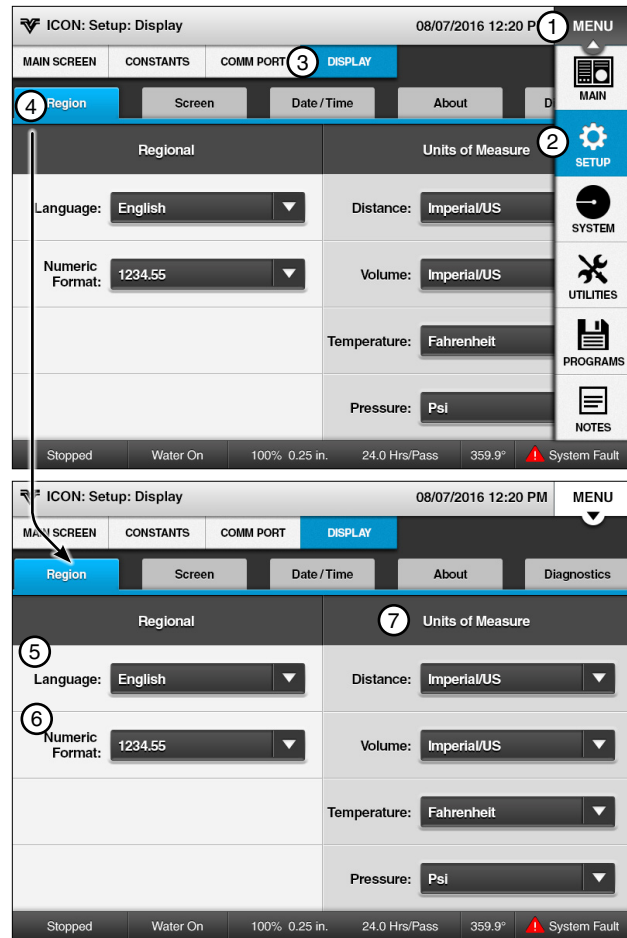 ICON: Setup: Display 08/07/2016 12:20 P 1 MENU
MAIN SCREEN CONSTANTS COMM PORT 3 DISPLAY
MAIN
4 Region Screen Date/Time About D
Regional Units of Measure 2 SETUP
Language: English Distance: Imperial/US
SYSTEM
Numeric Format: 1234.55 Volume: Imperial/US
UTILITIES
Temperature: Fahrenheit
PROGRAMS
Pressure: Psi
NOTES
Stopped Water On 100% 0.25 in. 24.0 Hrs/Pass 359.9° System Fault
ICON: Setup: Display 08/07/2016 12:20 PM MENU
MAIN SCREEN CONSTANTS COMM PORT DISPLAY
Region Screen Date/Time About Diagnostics
Regional 7 Units of Measure
5
Language: English Distance: Imperial/US
6
Numeric Format: 1234.55 Volume: Imperial/US
Temperature: Fahrenheit
Pressure: Psi
Stopped Water On 100% 0.25 in. 24.0 Hrs/Pass 359.9° System Fault